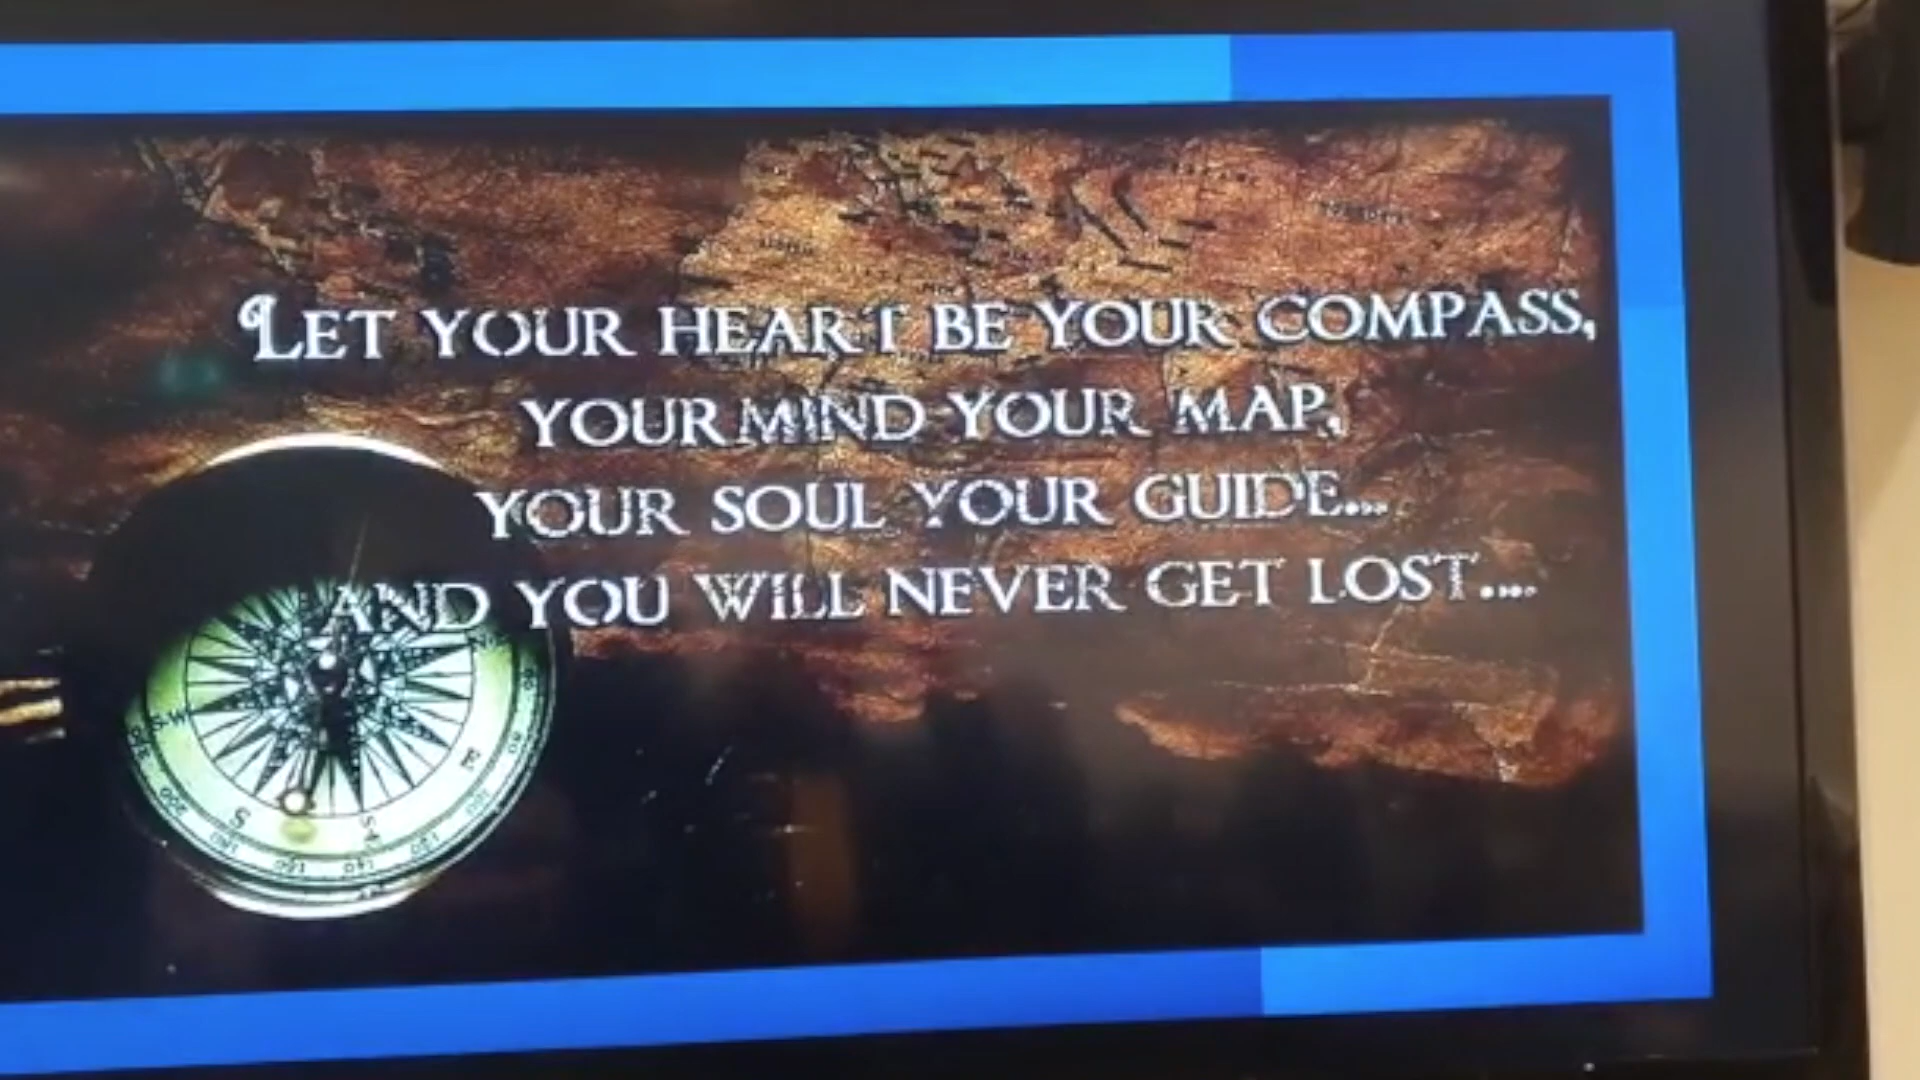 LET YOUR HEART BE YOUR COMPASS,
YOUR MIND YOUR MAP,
YOUR SOUL YOUR GUIDE...
AND YOU WILL NEVER GET LOST....
S-W
S